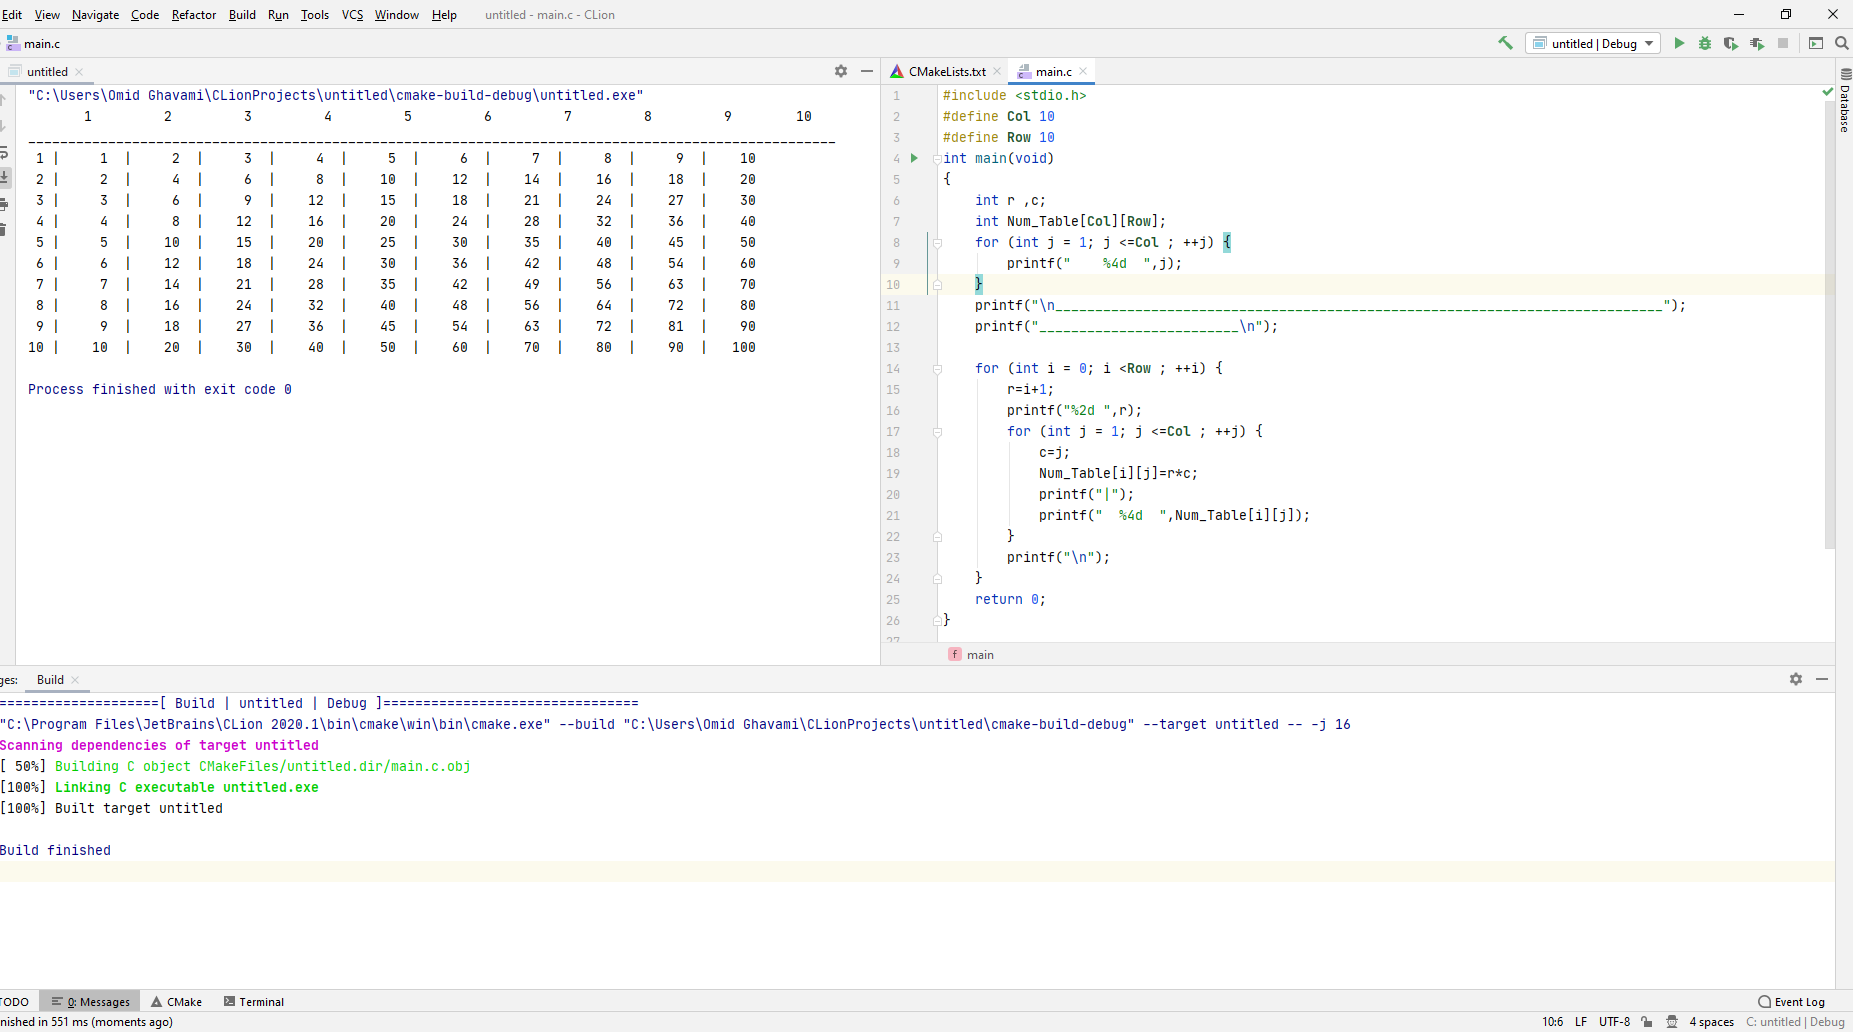 Edit View Navigate Code Refactor Build Run Tools VCS Window Help untitled - main.c - CLion
main.c
untitled | Debug
untitled
CMakeLists.txt main.c
Database
"C:\Users\Omid Ghavami\CLionProjects\untitled\cmake-build-debug\untitled.exe"
1 2 3 4 5 6 7 8 9 10
_____________________________________________________________________________________________________
1 | 1 | 2 | 3 | 4 | 5 | 6 | 7 | 8 | 9 | 10
2 | 2 | 4 | 6 | 8 | 10 | 12 | 14 | 16 | 18 | 20
3 | 3 | 6 | 9 | 12 | 15 | 18 | 21 | 24 | 27 | 30
4 | 4 | 8 | 12 | 16 | 20 | 24 | 28 | 32 | 36 | 40
5 | 5 | 10 | 15 | 20 | 25 | 30 | 35 | 40 | 45 | 50
6 | 6 | 12 | 18 | 24 | 30 | 36 | 42 | 48 | 54 | 60
7 | 7 | 14 | 21 | 28 | 35 | 42 | 49 | 56 | 63 | 70
8 | 8 | 16 | 24 | 32 | 40 | 48 | 56 | 64 | 72 | 80
9 | 9 | 18 | 27 | 36 | 45 | 54 | 63 | 72 | 81 | 90
10 | 10 | 20 | 30 | 40 | 50 | 60 | 70 | 80 | 90 | 100
Process finished with exit code 0
1 #include <stdio.h>
2 #define Col 10
3 #define Row 10
4 int main(void)
5 {
6     int r ,c;
7     int Num_Table[Col][Row];
8     for (int j = 1; j <=Col ; ++j) {
9         printf("    %4d  ",j);
10     }
11     printf("\n____________________________________________________________________________");
12     printf("_________________________\n");
13
14     for (int i = 0; i <Row ; ++i) {
15         r=i+1;
16         printf("%2d ",r);
17         for (int j = 1; j <=Col ; ++j) {
18             c=j;
19             Num_Table[i][j]=r*c;
20             printf("|");
21             printf("  %4d  ",Num_Table[i][j]);
22         }
23         printf("\n");
24     }
25     return 0;
26 }
27
f main
ges: Build
====================[ Build | untitled | Debug ]================================
"C:\Program Files\JetBrains\CLion 2020.1\bin\cmake\win\bin\cmake.exe" --build "C:\Users\Omid Ghavami\CLionProjects\untitled\cmake-build-debug" --target untitled -- -j 16
Scanning dependencies of target untitled
[ 50%] Building C object CMakeFiles/untitled.dir/main.c.obj
[100%] Linking C executable untitled.exe
[100%] Built target untitled
Build finished
TODO 0: Messages CMake Terminal Event Log
nished in 551 ms (moments ago) 10:6 LF UTF-8 4 spaces C: untitled | Debug